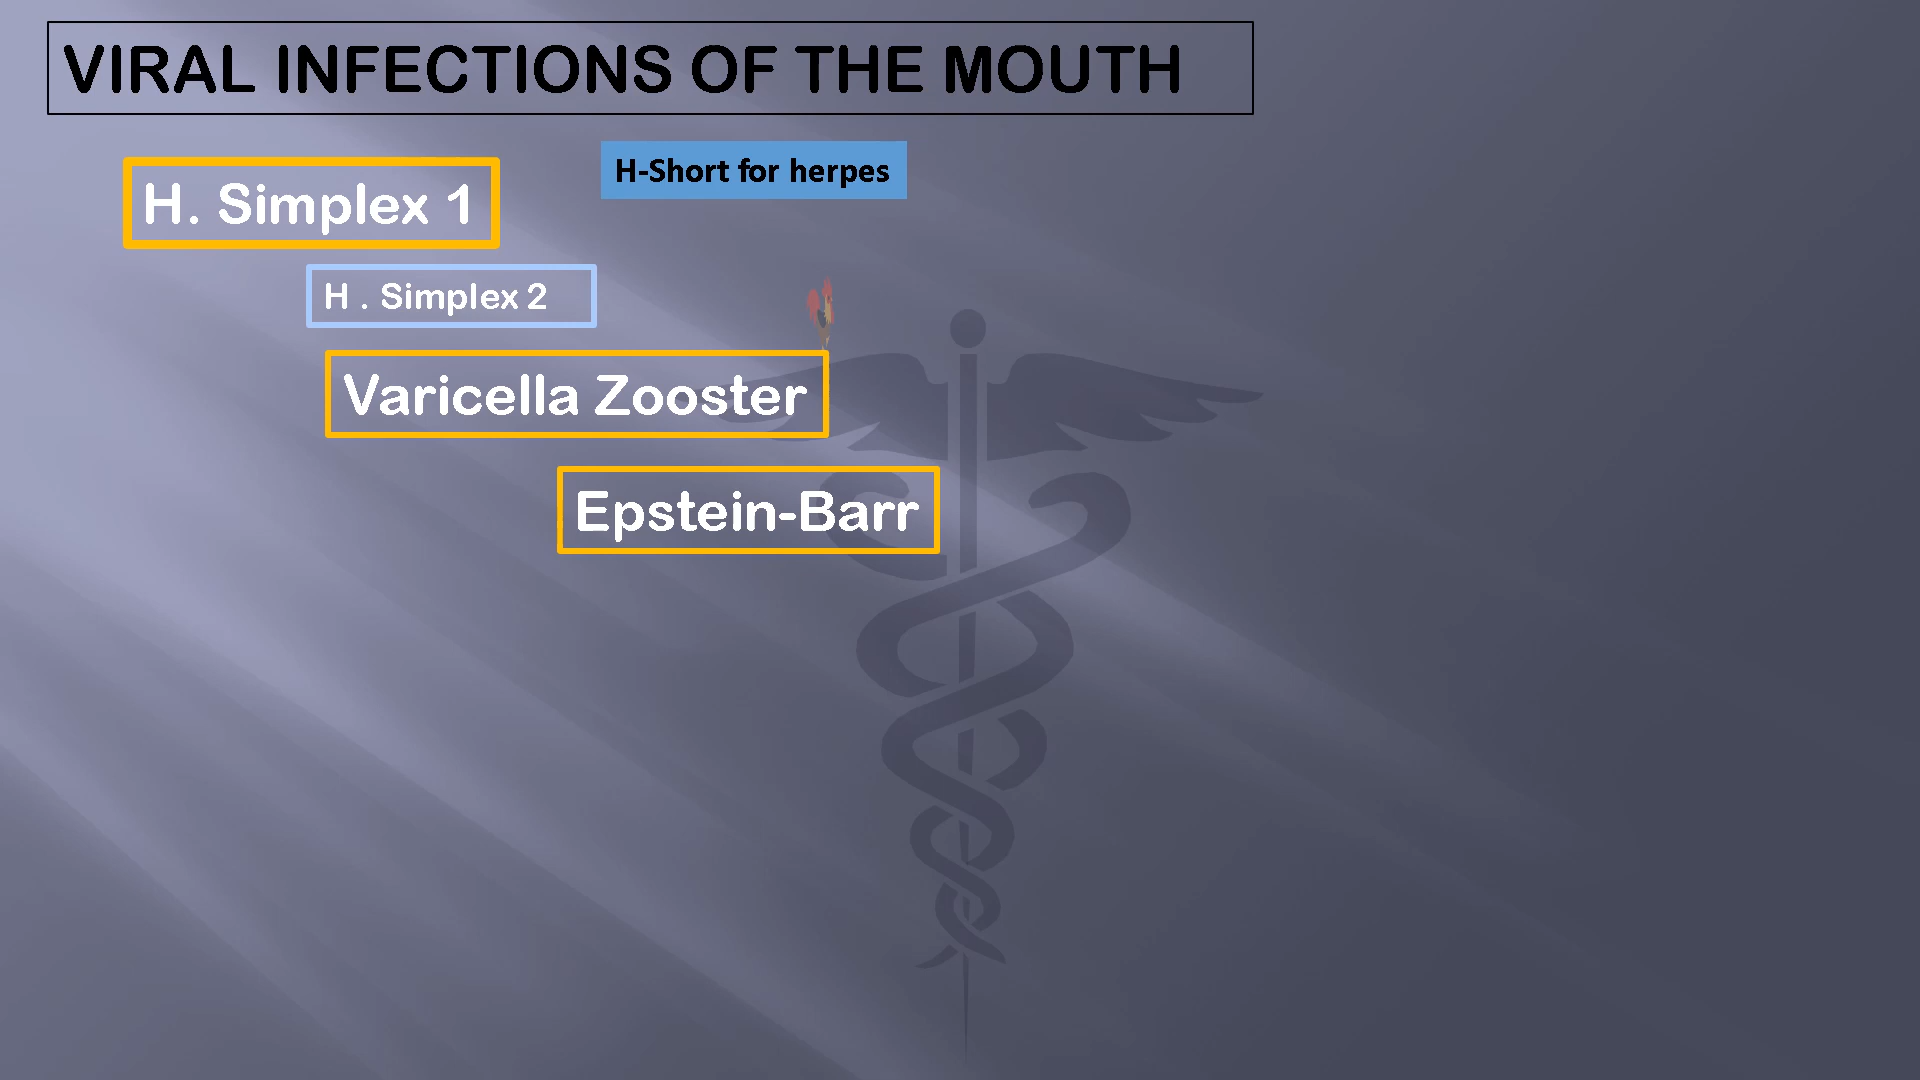 VIRAL INFECTIONS OF THE MOUTH
H-Short for herpes
H. Simplex 1
H . Simplex 2
Varicella Zooster
Epstein-Barr